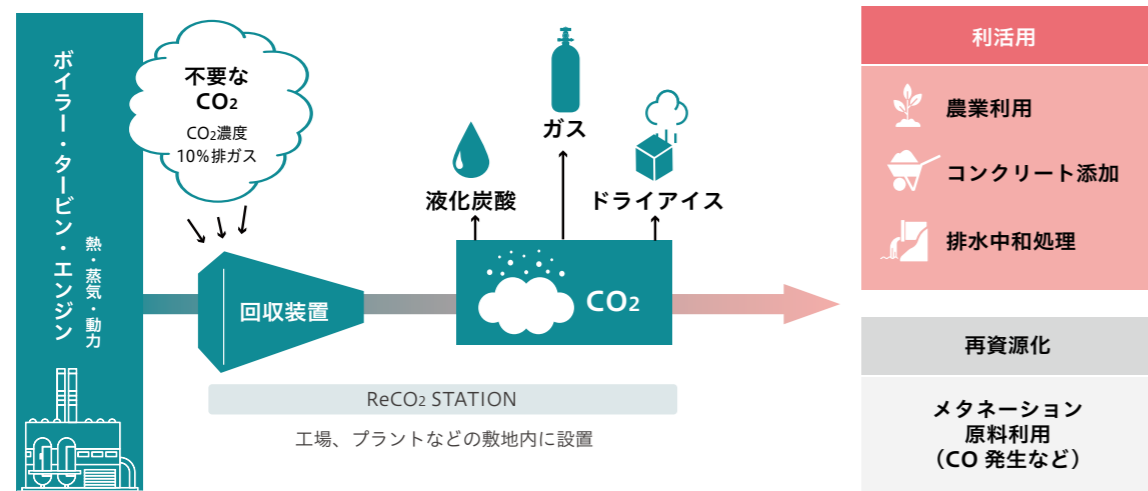 ボイラー・タービン・エンジン
熱・蒸気・動力
不要な
CO₂
CO₂濃度
10%排ガス
回収装置
液化炭酸
ガス
ドライアイス
CO₂
ReCO₂ STATION
工場、プラントなどの敷地内に設置
利活用
農業利用
コンクリート添加
排水中和処理
再資源化
メタネーション
原料利用
（CO 発生など）